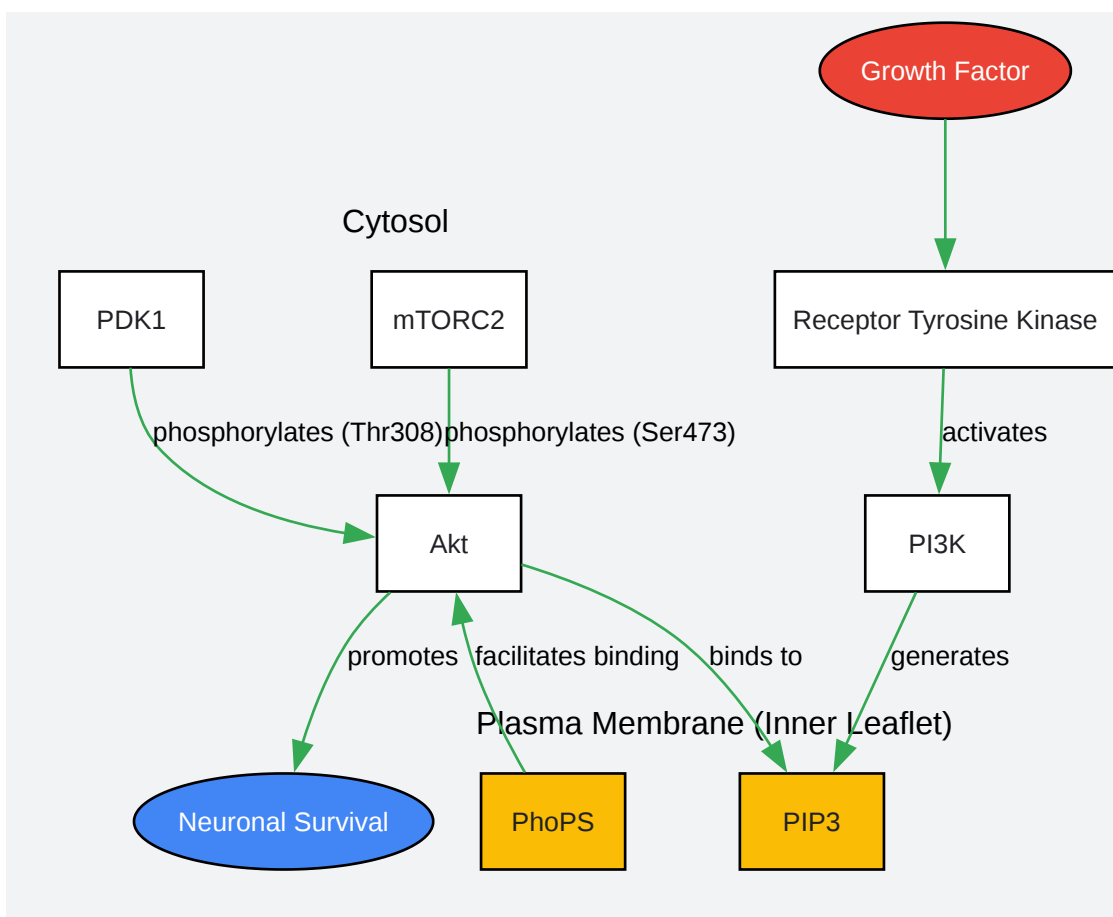 Growth Factor
Cytosol
PDK1
mTORC2
Receptor Tyrosine Kinase
phosphorylates (Thr308)
phosphorylates (Ser473)
activates
Akt
PI3K
promotes
facilitates binding
binds to
generates
Plasma Membrane (Inner Leaflet)
Neuronal Survival
PhoPS
PIP3